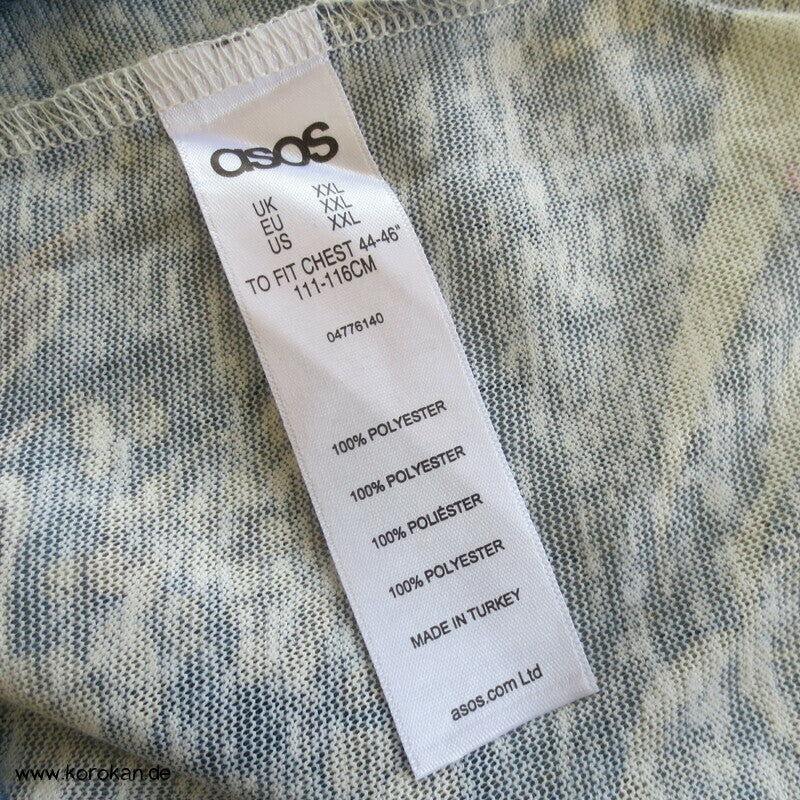 asos
UK XXL
EU XXL
US XXL
TO FIT CHEST 44-46"
111-116CM
04776140
100% POLYESTER
100% POLYESTER
100% POLIÉSTER
100% POLYESTER
MADE IN TURKEY
asos.com Ltd
www.korokan.de